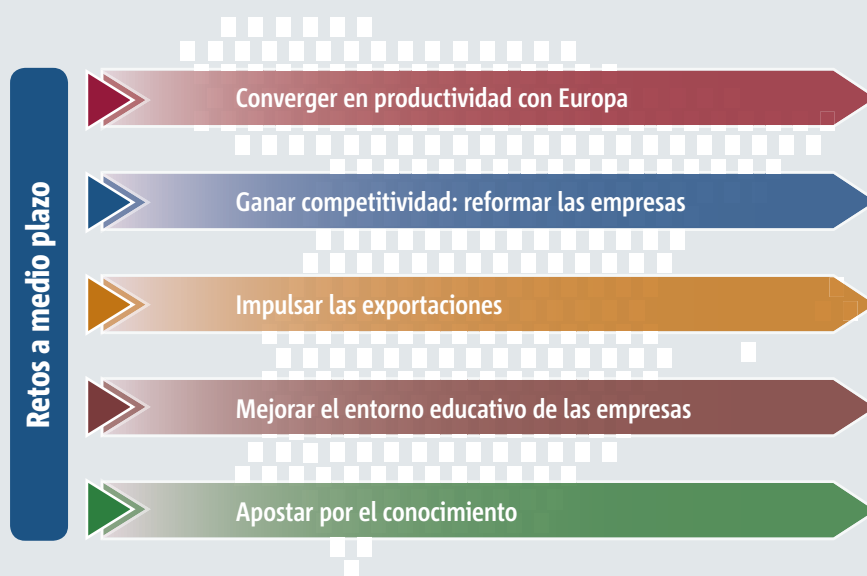 Retos a medio plazo
Converger en productividad con Europa
Ganar competitividad: reformar las empresas
Impulsar las exportaciones
Mejorar el entorno educativo de las empresas
Apostar por el conocimiento